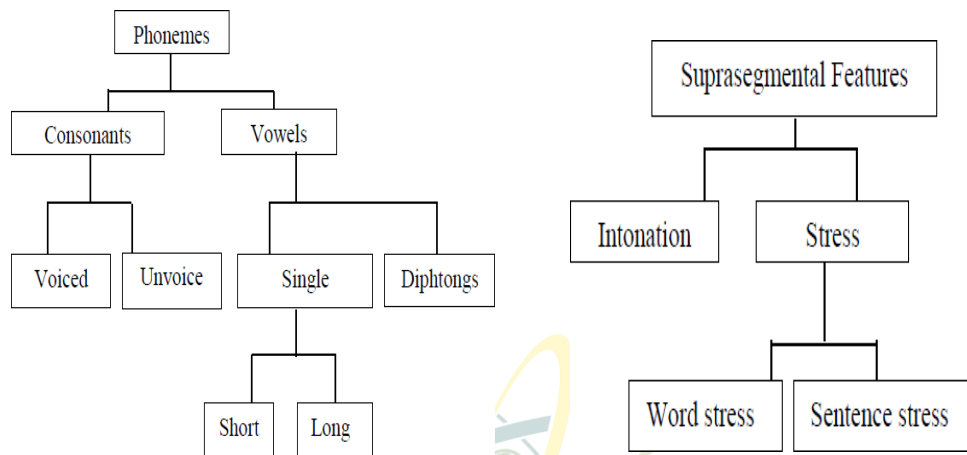 Phonemes
Consonants
Vowels
Voiced
Unvoice
Single
Diphtongs
Short
Long
Suprasegmental Features
Intonation
Stress
Word stress
Sentence stress